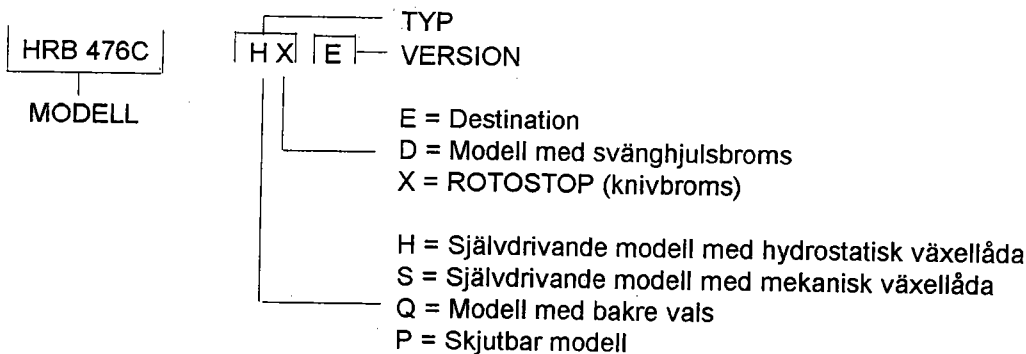 TYP
HRB 476C HX E VERSION
MODELL
E = Destination
D = Modell med svänghjulsbroms
X = ROTOSTOP (knivbroms)
H = Självdrivande modell med hydrostatisk växellåda
S = Självdrivande modell med mekanisk växellåda
Q = Modell med bakre vals
P = Skjutbar modell